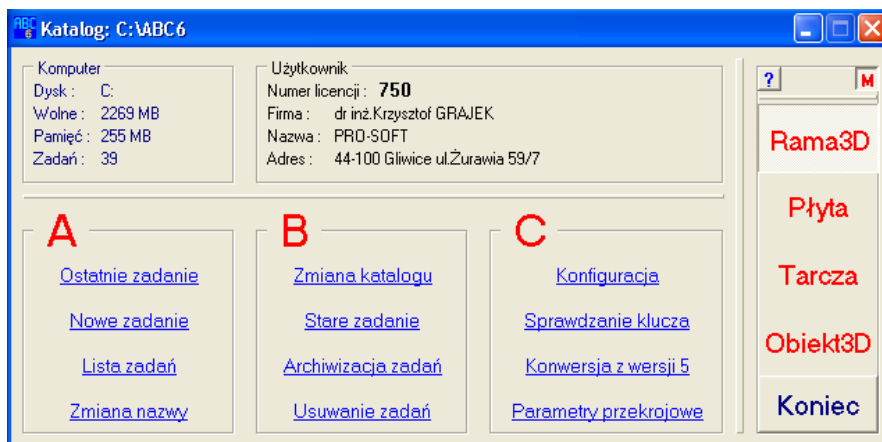 ABC 6 Katalog: C:\ABC6
Komputer
Dysk : C:
Wolne : 2269 MB
Pamięć : 255 MB
Zadań : 39
Użytkownik
Numer licencji : 750
Firma : dr inż.Krzysztof GRAJEK
Nazwa : PRO-SOFT
Adres : 44-100 Gliwice ul.Żurawia 59/7
? M
Rama3D
Płyta
Tarcza
Obiekt3D
Koniec
A
Ostatnie zadanie
Nowe zadanie
Lista zadań
Zmiana nazwy
B
Zmiana katalogu
Stare zadanie
Archiwizacja zadań
Usuwanie zadań
C
Konfiguracja
Sprawdzanie klucza
Konwersja z wersji 5
Parametry przekrojowe